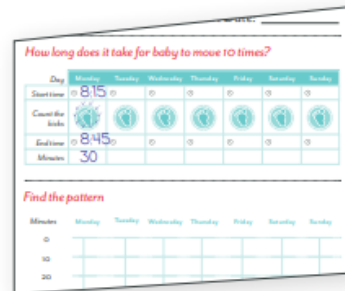 How long does it take for baby to move 10 times?
Day Monday Tuesday Wednesday Thursday Friday Saturday Sunday
Start time 8:15
Count the kicks
End time 8:45
Minutes 30
Find the pattern
Minutes Monday Tuesday Wednesday Thursday Friday Saturday Sunday
0
10
20